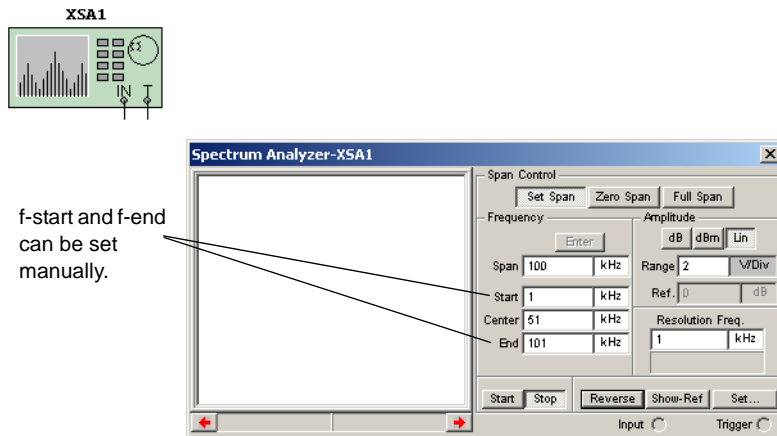 XSA1
IN T
Spectrum Analyzer-XSA1
f-start and f-end
can be set
manually.
Span Control
Set Span Zero Span Full Span
Frequency
Enter
Span 100 kHz
Start 1 kHz
Center 51 kHz
End 101 kHz
Amplitude
dB dBm Lin
Range 2 V/Div
Ref. 0 dB
Resolution Freq.
1 kHz
Start Stop Reverse Show-Ref Set...
Input Trigger